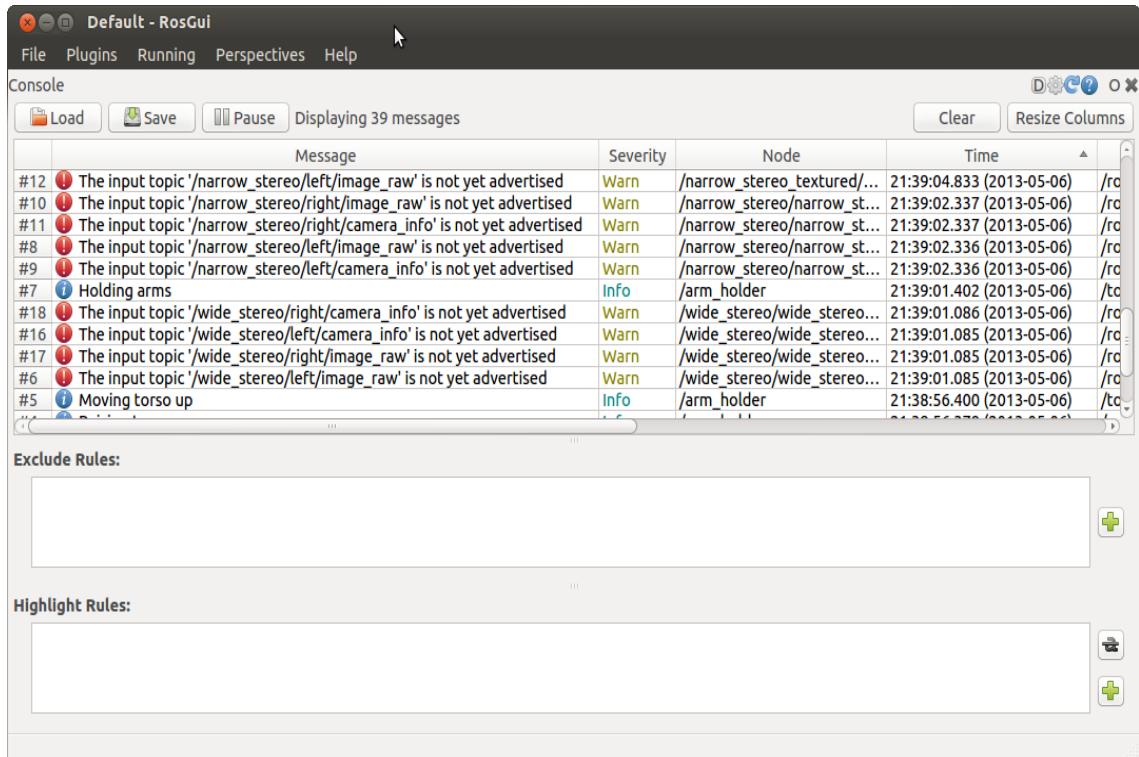 Default - RosGui
File Plugins Running Perspectives Help
Console D O
Load Save Pause Displaying 39 messages Clear Resize Columns
Message Severity Node Time
#12 The input topic '/narrow_stereo/left/image_raw' is not yet advertised Warn /narrow_stereo_textured/... 21:39:04.833 (2013-05-06) /ro
#10 The input topic '/narrow_stereo/right/image_raw' is not yet advertised Warn /narrow_stereo/narrow_st... 21:39:02.337 (2013-05-06) /ro
#11 The input topic '/narrow_stereo/right/camera_info' is not yet advertised Warn /narrow_stereo/narrow_st... 21:39:02.337 (2013-05-06) /ro
#8 The input topic '/narrow_stereo/left/image_raw' is not yet advertised Warn /narrow_stereo/narrow_st... 21:39:02.336 (2013-05-06) /ro
#9 The input topic '/narrow_stereo/left/camera_info' is not yet advertised Warn /narrow_stereo/narrow_st... 21:39:02.336 (2013-05-06) /ro
#7 Holding arms Info /arm_holder 21:39:01.402 (2013-05-06) /to
#18 The input topic '/wide_stereo/right/camera_info' is not yet advertised Warn /wide_stereo/wide_stereo... 21:39:01.086 (2013-05-06) /ro
#16 The input topic '/wide_stereo/left/camera_info' is not yet advertised Warn /wide_stereo/wide_stereo... 21:39:01.085 (2013-05-06) /ro
#17 The input topic '/wide_stereo/right/image_raw' is not yet advertised Warn /wide_stereo/wide_stereo... 21:39:01.085 (2013-05-06) /ro
#6 The input topic '/wide_stereo/left/image_raw' is not yet advertised Warn /wide_stereo/wide_stereo... 21:39:01.085 (2013-05-06) /ro
#5 Moving torso up Info /arm_holder 21:38:56.400 (2013-05-06) /to
Exclude Rules:
Highlight Rules: